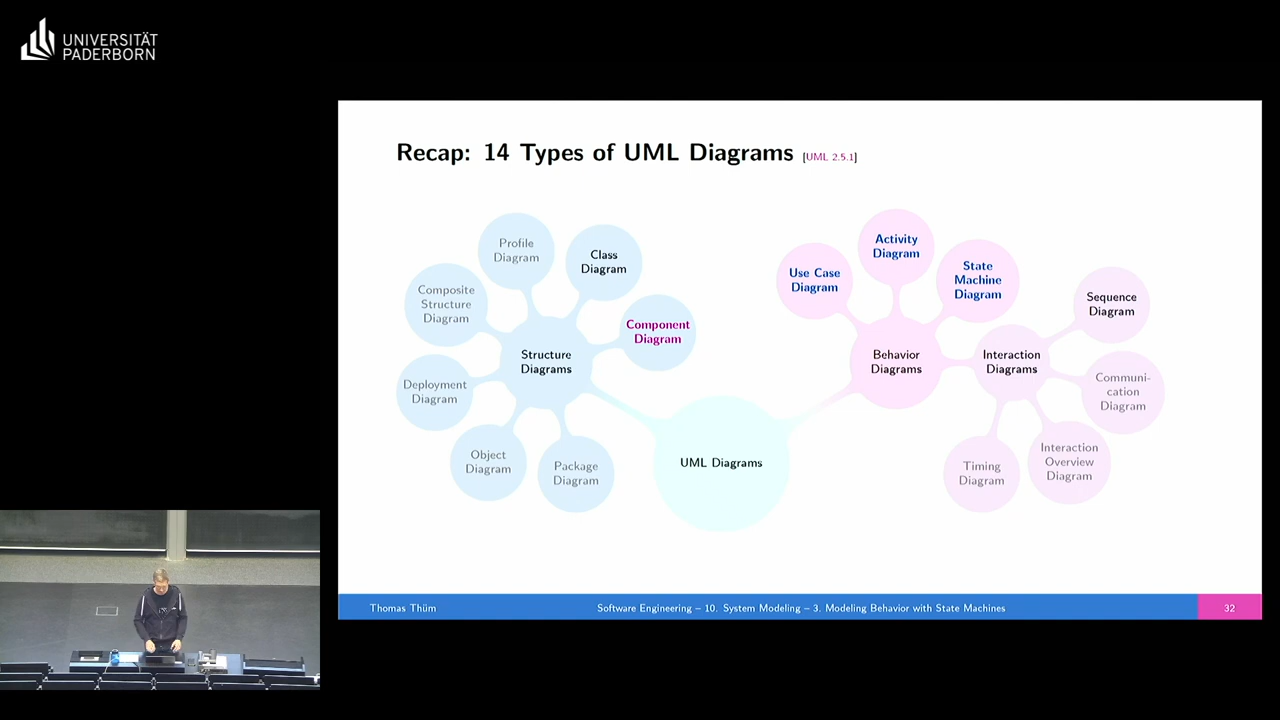 UNIVERSITÄT
PADERBORN
Recap: 14 Types of UML Diagrams [UML 2.5.1]
Profile
Diagram
Class
Diagram
Composite
Structure
Diagram
Component
Diagram
Structure
Diagrams
Deployment
Diagram
Object
Diagram
Package
Diagram
UML Diagrams
Use Case
Diagram
Activity
Diagram
State
Machine
Diagram
Behavior
Diagrams
Interaction
Diagrams
Sequence
Diagram
Communi-
cation
Diagram
Interaction
Overview
Diagram
Timing
Diagram
Thomas Thüm
Software Engineering – 10. System Modeling – 3. Modeling Behavior with State Machines
32